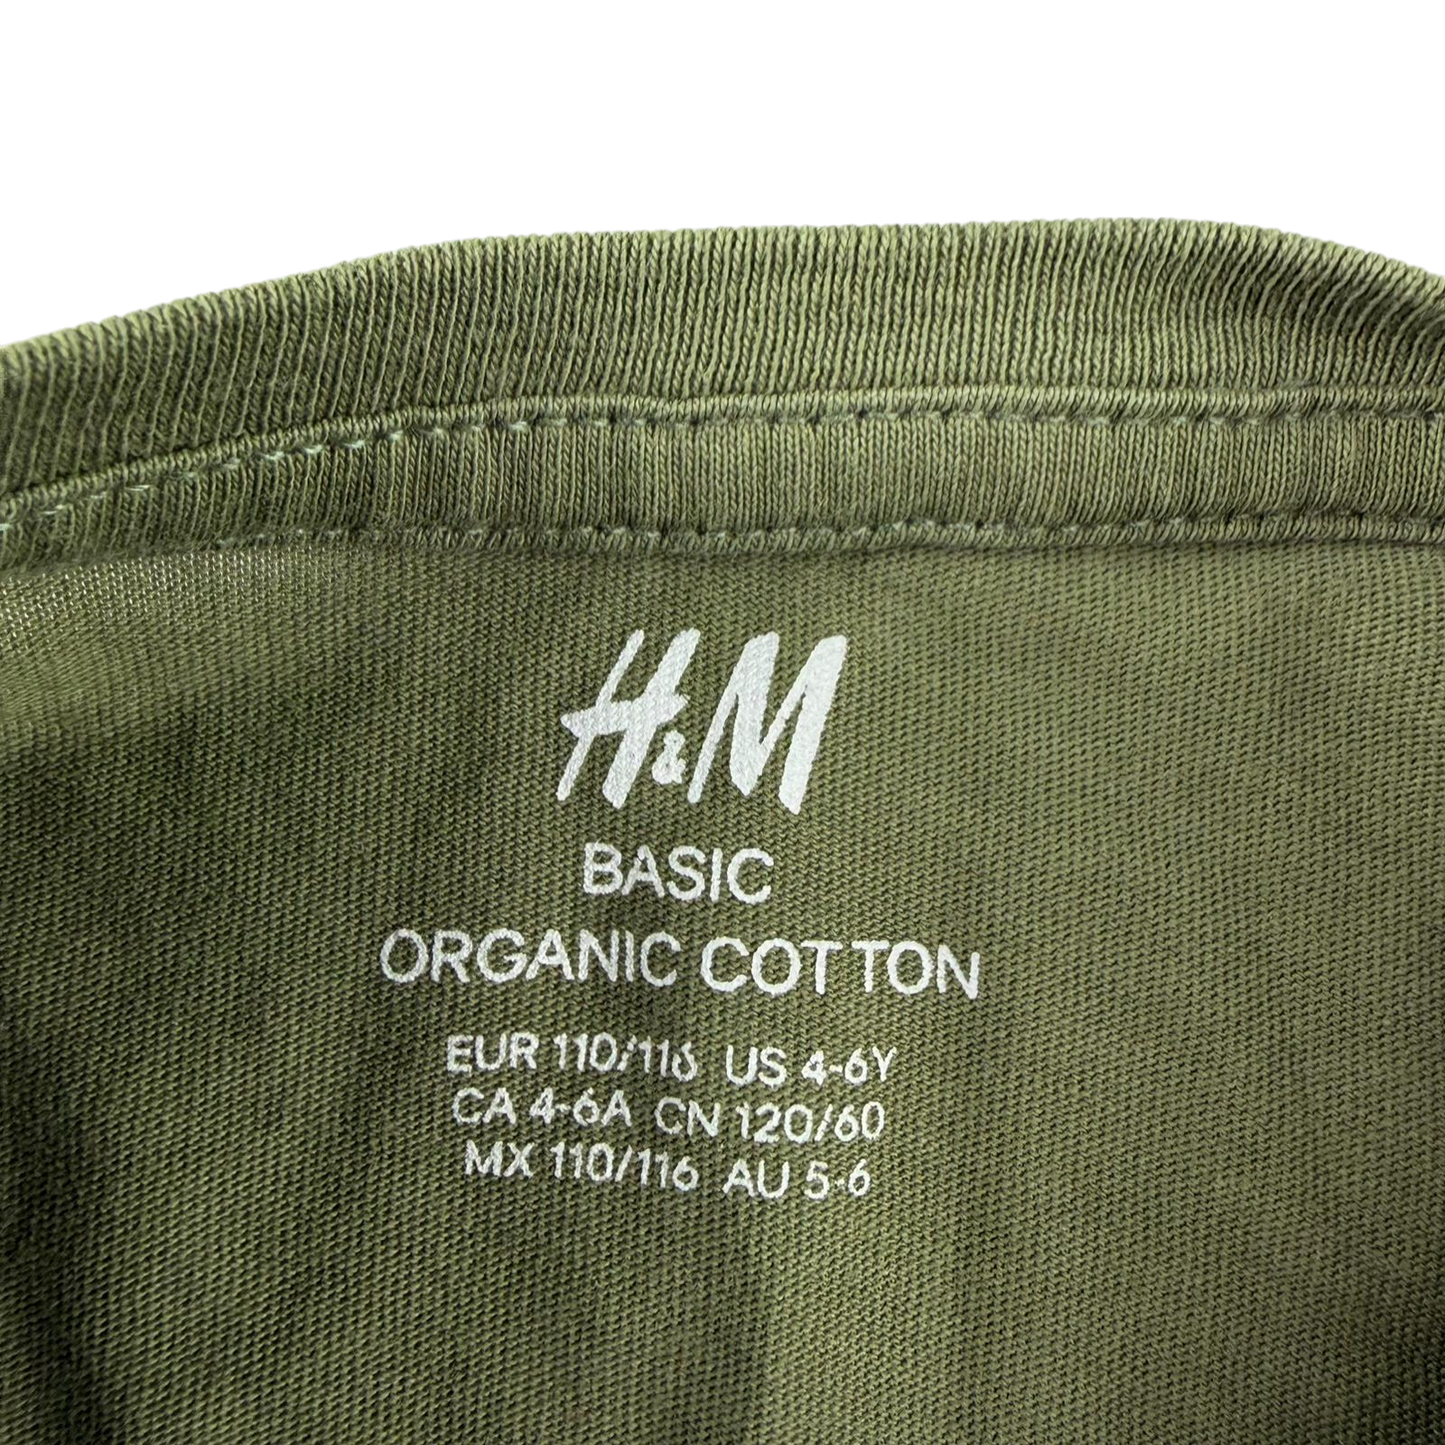 H&M
BASIC
ORGANIC COTTON
EUR 110/116 US 4-6Y
CA 4-6A CN 120/60
MX 110/116 AU 5-6